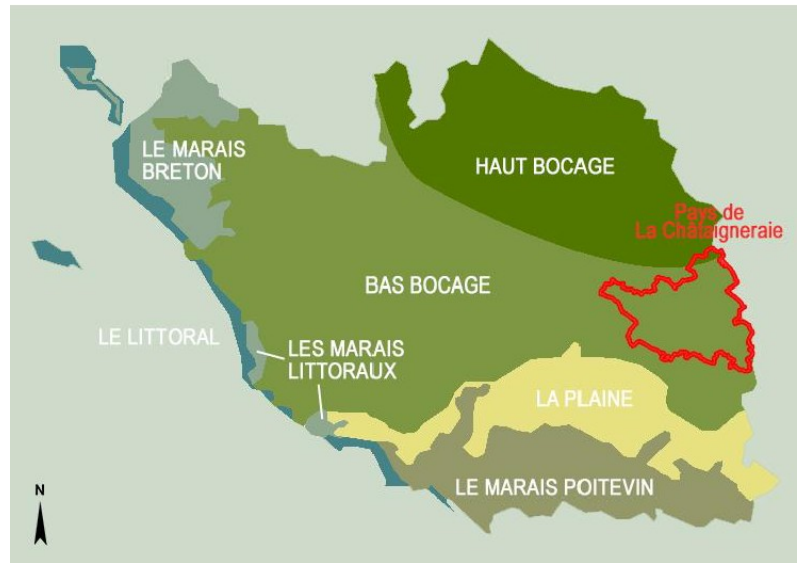 LE MARAIS
BRETON
HAUT BOCAGE
Pays de
La Châtaigneraie
BAS BOCAGE
LE LITTORAL
LES MARAIS
LITTORAUX
LA PLAINE
LE MARAIS POITEVIN
N